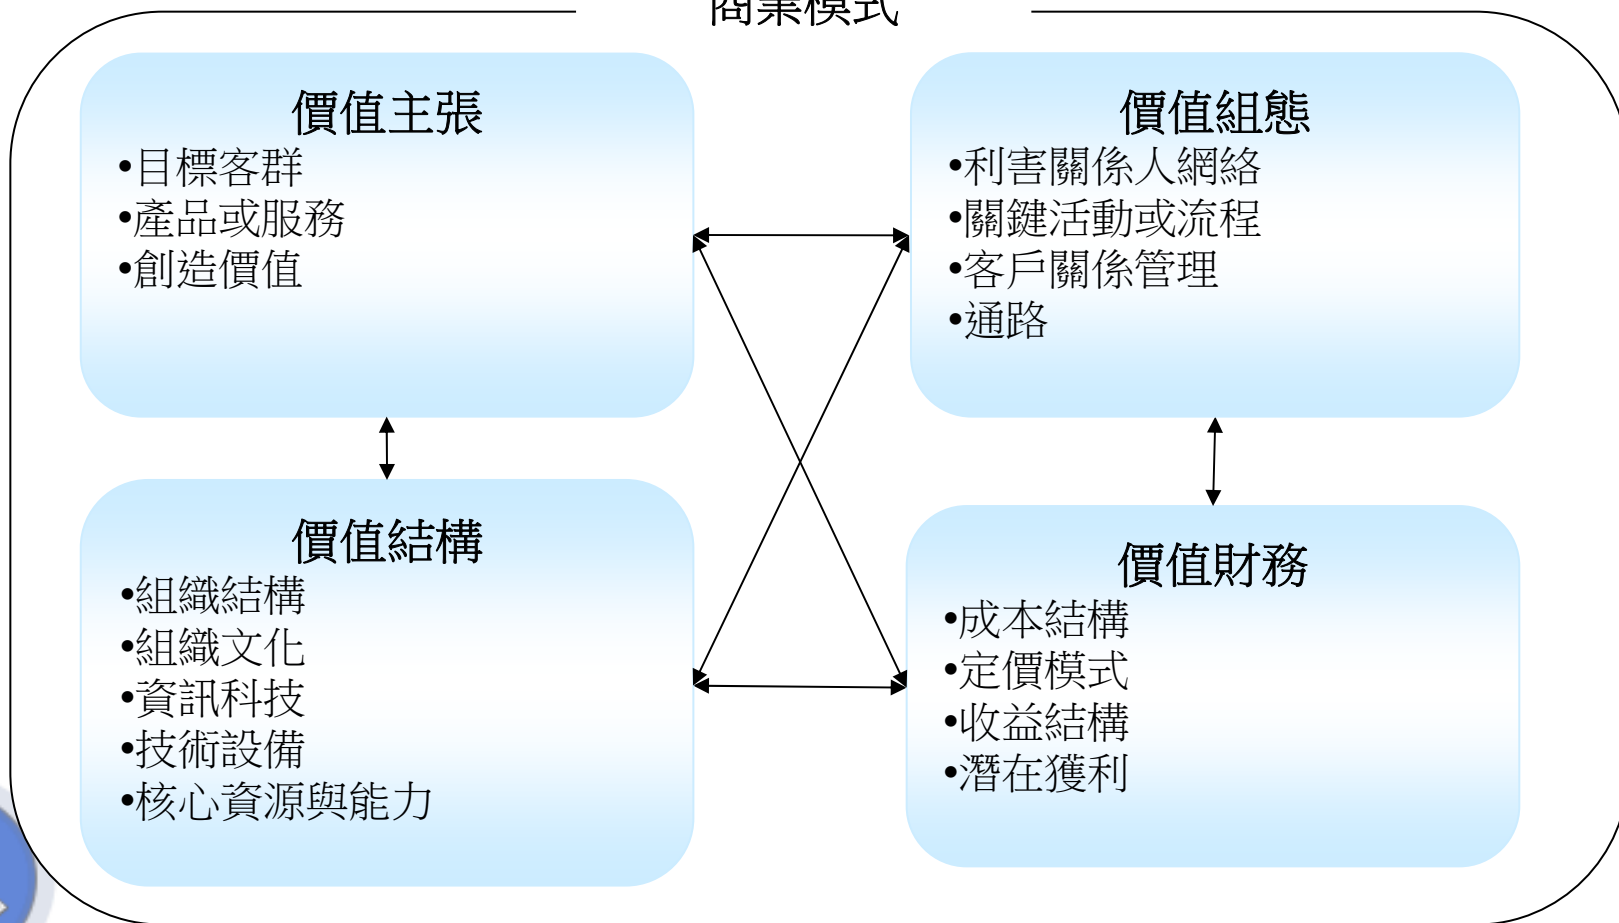 商業模式
價值主張
•目標客群
•產品或服務
•創造價值
價值組態
•利害關係人網絡
•關鍵活動或流程
•客戶關係管理
•通路
價值結構
•組織結構
•組織文化
•資訊科技
•技術設備
•核心資源與能力
價值財務
•成本結構
•定價模式
•收益結構
•潛在獲利